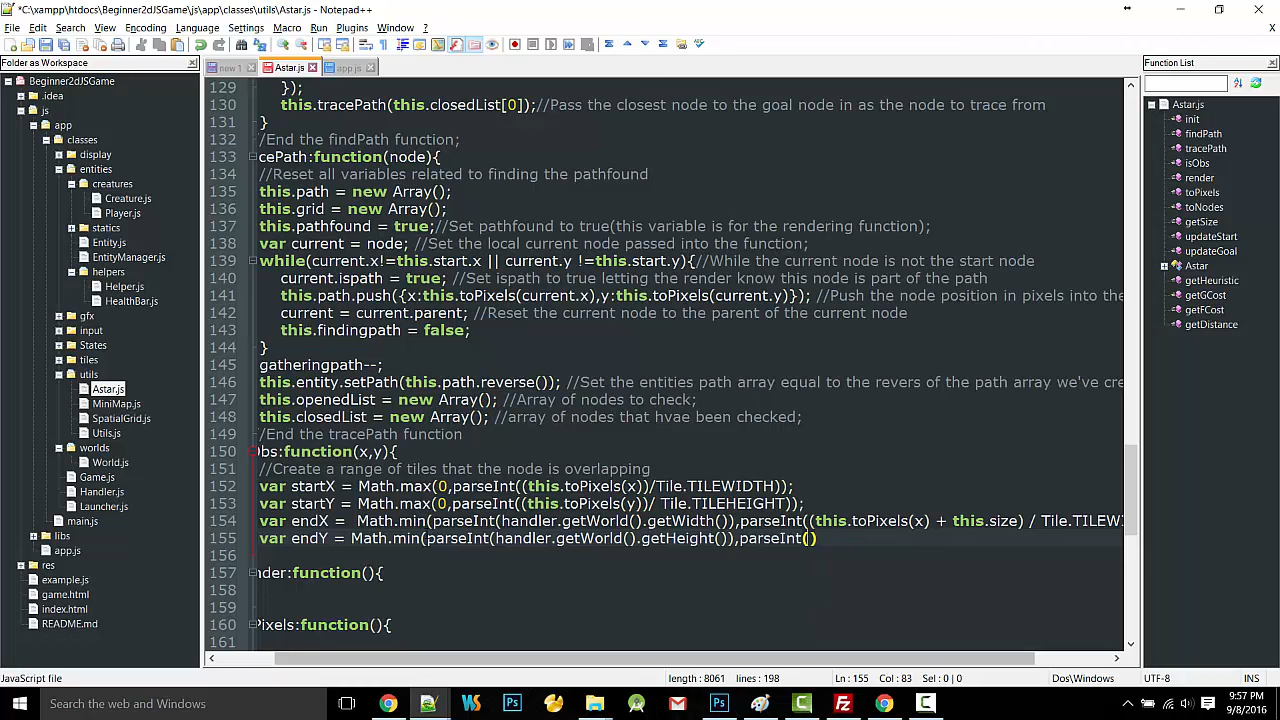 *C:\xampp\htdocs\Beginner2dJSGame\js\app\classes\utils\Astar.js - Notepad++
File Edit Search View Encoding Language Settings Macro Run Plugins Window ? X
Folder as Workspace
new 1 Astar.js app.js
Function List
Beginner2dJSGame
.idea
js
app
classes
display
entities
creatures
Creature.js
Player.js
statics
Entity.js
EntityManager.js
helpers
Helper.js
HealthBar.js
gfx
input
States
tiles
utils
Astar.js
MiniMap.js
SpatialGrid.js
Utils.js
worlds
World.js
Game.js
Handler.js
Launcher.js
main.js
libs
app.js
res
example.js
game.html
index.html
README.md
129 });
130 this.tracePath(this.closedList[0]);//Pass the closest node to the goal node in as the node to trace from
131 }
132 /End the findPath function;
133 cePath:function(node){
134 //Reset all variables related to finding the pathfound
135 this.path = new Array();
136 this.grid = new Array();
137 this.pathfound = true;//Set pathfound to true(this variable is for the rendering function);
138 var current = node; //Set the local current node passed into the function;
139 while(current.x!=this.start.x || current.y !=this.start.y){//While the current node is not the start node
140 current.ispath = true; //Set ispath to true letting the render know this node is part of the path
141 this.path.push({x:this.toPixels(current.x),y:this.toPixels(current.y)}); //Push the node position in pixels into the
142 current = current.parent; //Reset the current node to the parent of the current node
143 this.findingpath = false;
144 }
145 gatheringpath--;
146 this.entity.setPath(this.path.reverse()); //Set the entities path array equal to the revers of the path array we've cre
147 this.openedList = new Array(); //Array of nodes to check;
148 this.closedList = new Array(); //array of nodes that hvae been checked;
149 /End the tracePath function
150 Obs:function(x,y){
151 //Create a range of tiles that the node is overlapping
152 var startX = Math.max(0,parseInt((this.toPixels(x))/Tile.TILEWIDTH));
153 var startY = Math.max(0,parseInt((this.toPixels(y))/ Tile.TILEHEIGHT));
154 var endX =  Math.min(parseInt(handler.getWorld().getWidth()),parseInt((this.toPixels(x) + this.size) / Tile.TILEWI
155 var endY = Math.min(parseInt(handler.getWorld().getHeight()),parseInt()
156
157 nder:function(){
158
159
160 Pixels:function(){
161
Astar.js
init
findPath
tracePath
isObs
render
toPixels
toNodes
getSize
updateStart
updateGoal
Astar
getHeuristic
getGCost
getFCost
getDistance
JavaScript file length : 8061 lines : 198 Ln : 155 Col : 83 Sel : 0 | 0 Dos\Windows UTF-8 INS
Search the web and Windows
9:57 PM
9/8/2016